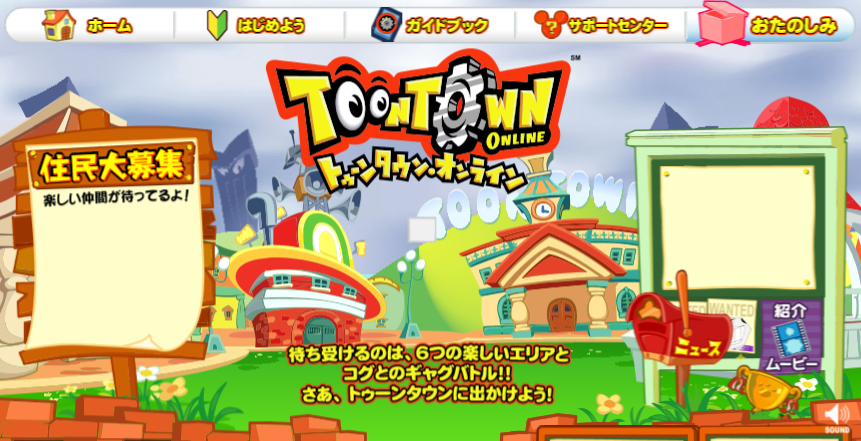 ホーム
はじめよう
ガイドブック
サポートセンター
おたのしみ
TOONTOWN
SM
ONLINE
トゥーンタウン・オンライン
住民大募集
楽しい仲間が待ってるよ!
TOONTOWN
WANTED
紹介
ムービー
ニュース
待ち受けるのは、6つの楽しいエリアと
コグとのギャグバトル!!
さあ、トゥーンタウンに出かけよう!
SOUND